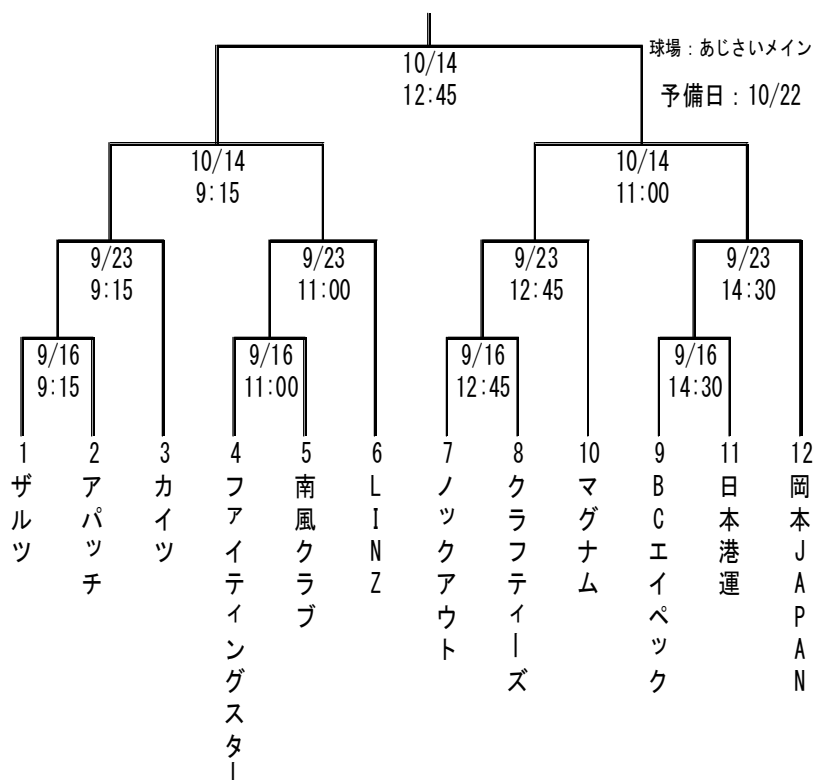 球場：あじさいメイン
10/14
12:45
予備日：10/22
10/14
9:15
10/14
11:00
9/23
9:15
9/23
11:00
9/23
12:45
9/23
14:30
9/16
9:15
9/16
11:00
9/16
12:45
9/16
14:30
1
ザルツ
2
アパッチ
3
カイツ
4
ファイティングスター
5
南風クラブ
6
LINZ
7
ノックアウト
8
クラフティーズ
10
マグナム
9
BCエイペック
11
日本港運
12
岡本JAPAN